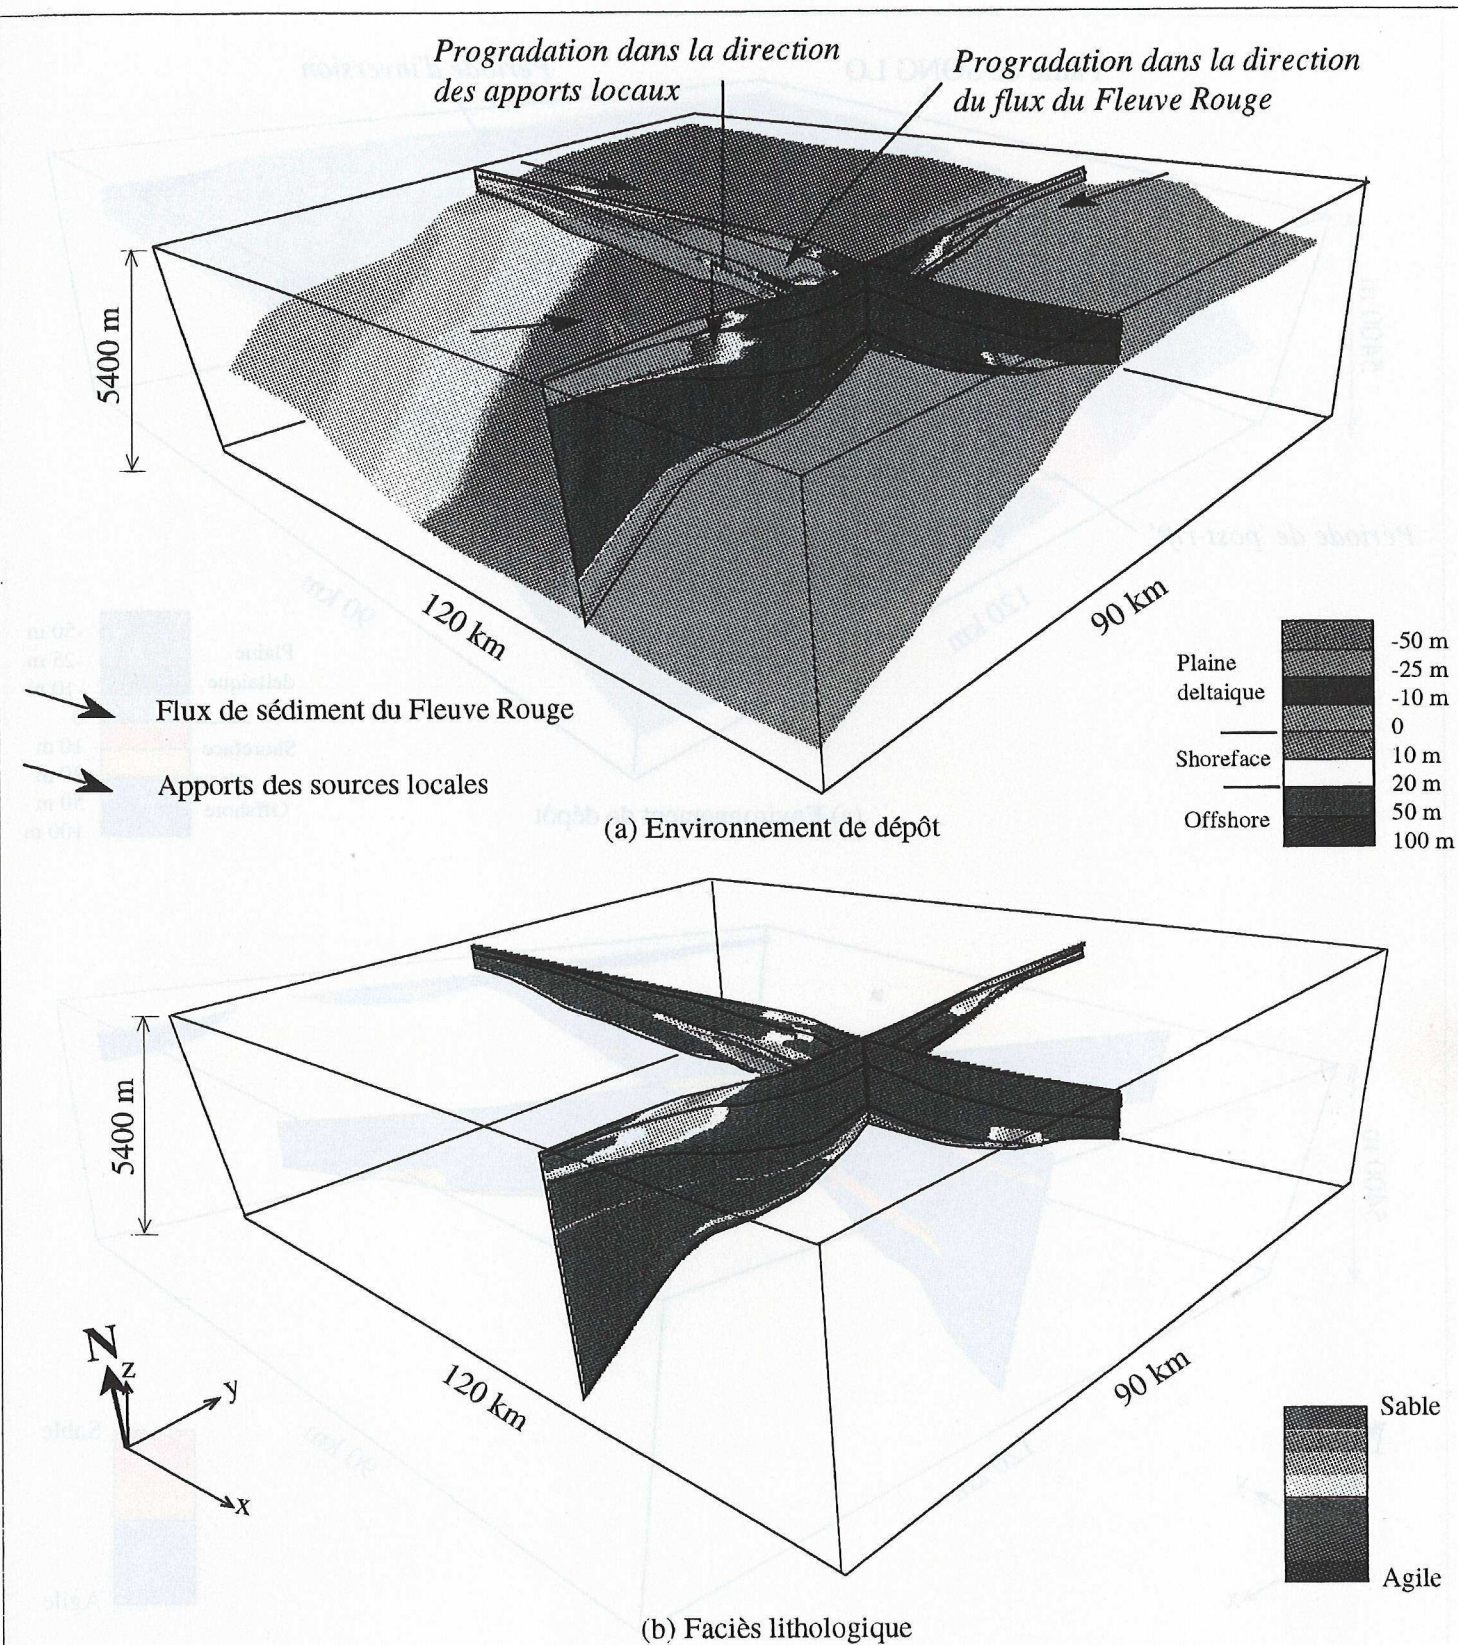 Progradation dans la direction
des apports locaux
Progradation dans la direction
du flux du Fleuve Rouge
5400 m
120 km
90 km
Flux de sédiment du Fleuve Rouge
Apports des sources locales
Plaine
deltaique
Shoreface
Offshore
-50 m
-25 m
-10 m
0
10 m
20 m
50 m
100 m
(a) Environnement de dépôt
5400 m
120 km
90 km
N
z
y
x
Sable
Agile
(b) Faciès lithologique